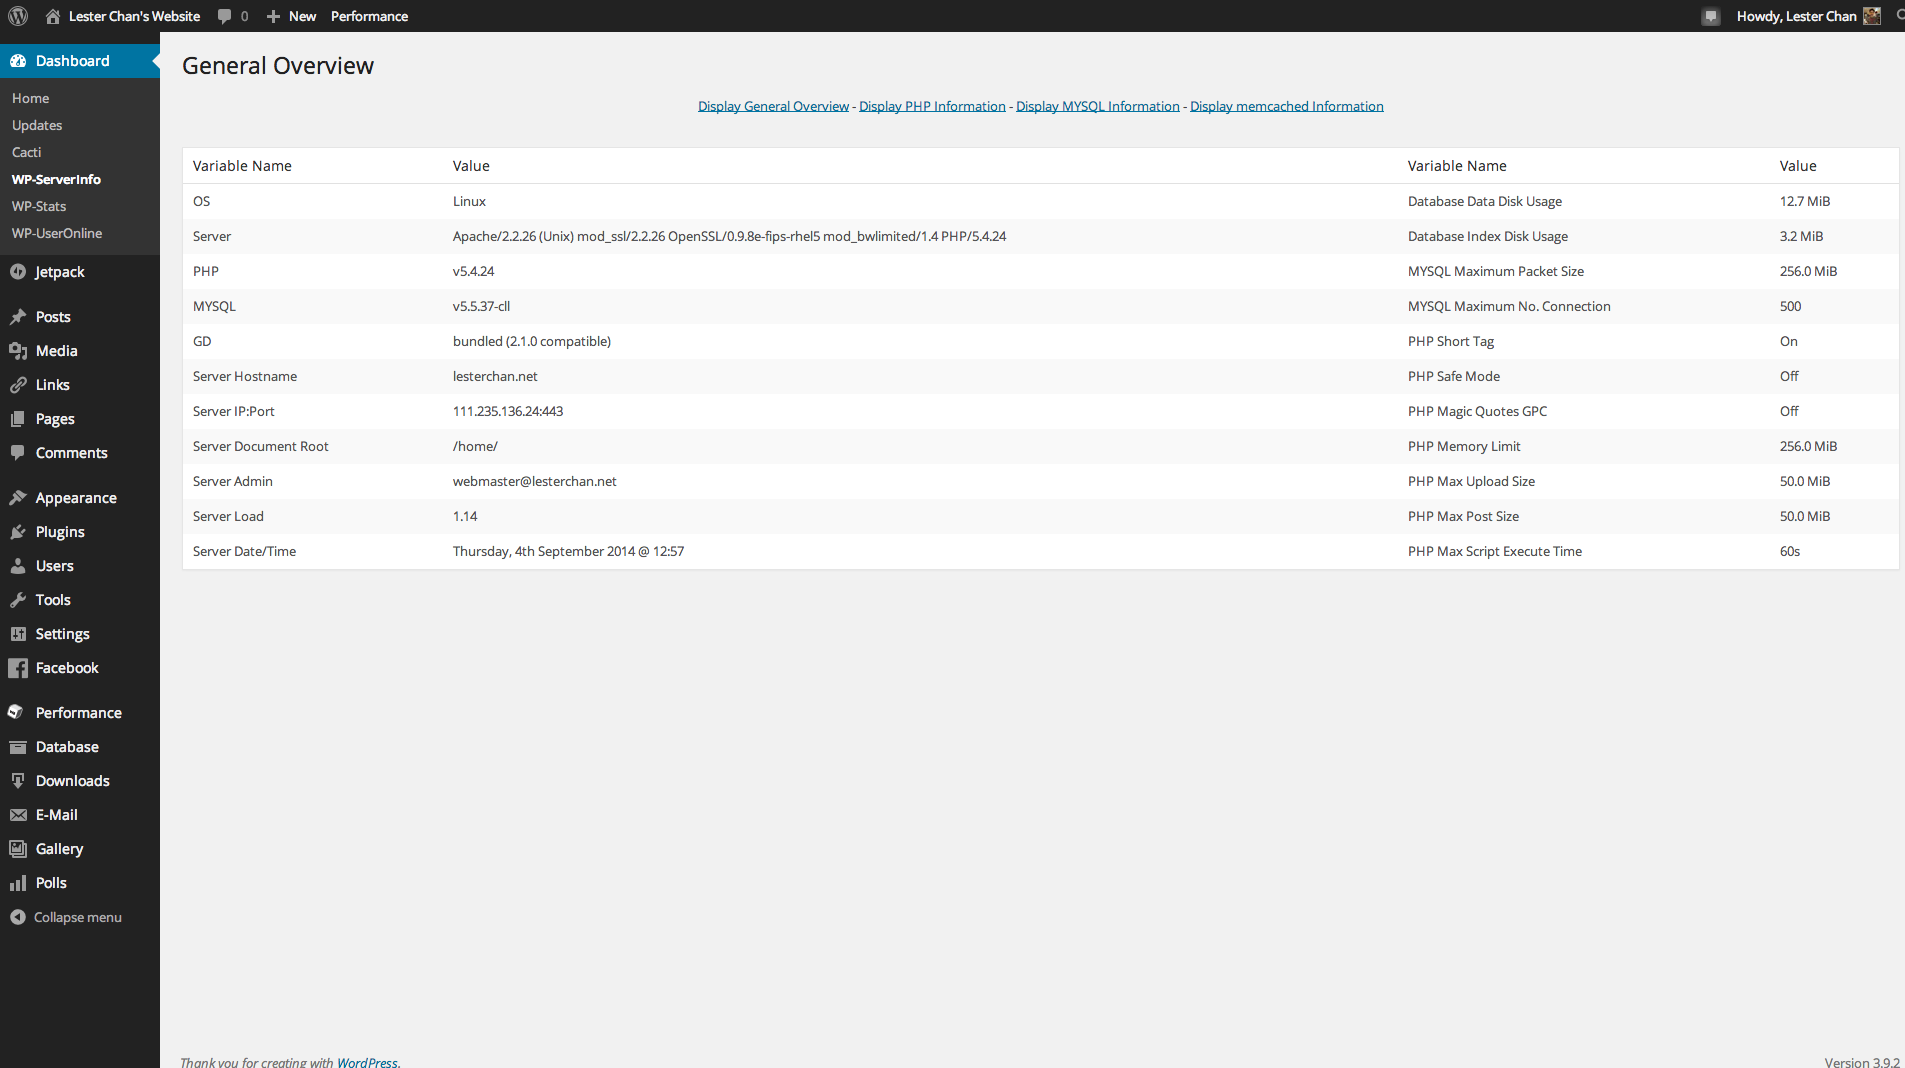 Lester Chan's Website 0 New Performance Howdy, Lester Chan
Dashboard
Home
Updates
Cacti
WP-ServerInfo
WP-Stats
WP-UserOnline
Jetpack
Posts
Media
Links
Pages
Comments
Appearance
Plugins
Users
Tools
Settings
Facebook
Performance
Database
Downloads
E-Mail
Gallery
Polls
Collapse menu
General Overview
Display General Overview - Display PHP Information - Display MYSQL Information - Display memcached Information
Variable Name Value Variable Name Value
OS Linux Database Data Disk Usage 12.7 MiB
Server Apache/2.2.26 (Unix) mod_ssl/2.2.26 OpenSSL/0.9.8e-fips-rhel5 mod_bwlimited/1.4 PHP/5.4.24 Database Index Disk Usage 3.2 MiB
PHP v5.4.24 MYSQL Maximum Packet Size 256.0 MiB
MYSQL v5.5.37-cll MYSQL Maximum No. Connection 500
GD bundled (2.1.0 compatible) PHP Short Tag On
Server Hostname lesterchan.net PHP Safe Mode Off
Server IP:Port 111.235.136.24:443 PHP Magic Quotes GPC Off
Server Document Root /home/ PHP Memory Limit 256.0 MiB
Server Admin webmaster@lesterchan.net PHP Max Upload Size 50.0 MiB
Server Load 1.14 PHP Max Post Size 50.0 MiB
Server Date/Time Thursday, 4th September 2014 @ 12:57 PHP Max Script Execute Time 60s
Thank you for creating with WordPress. Version 3.9.2